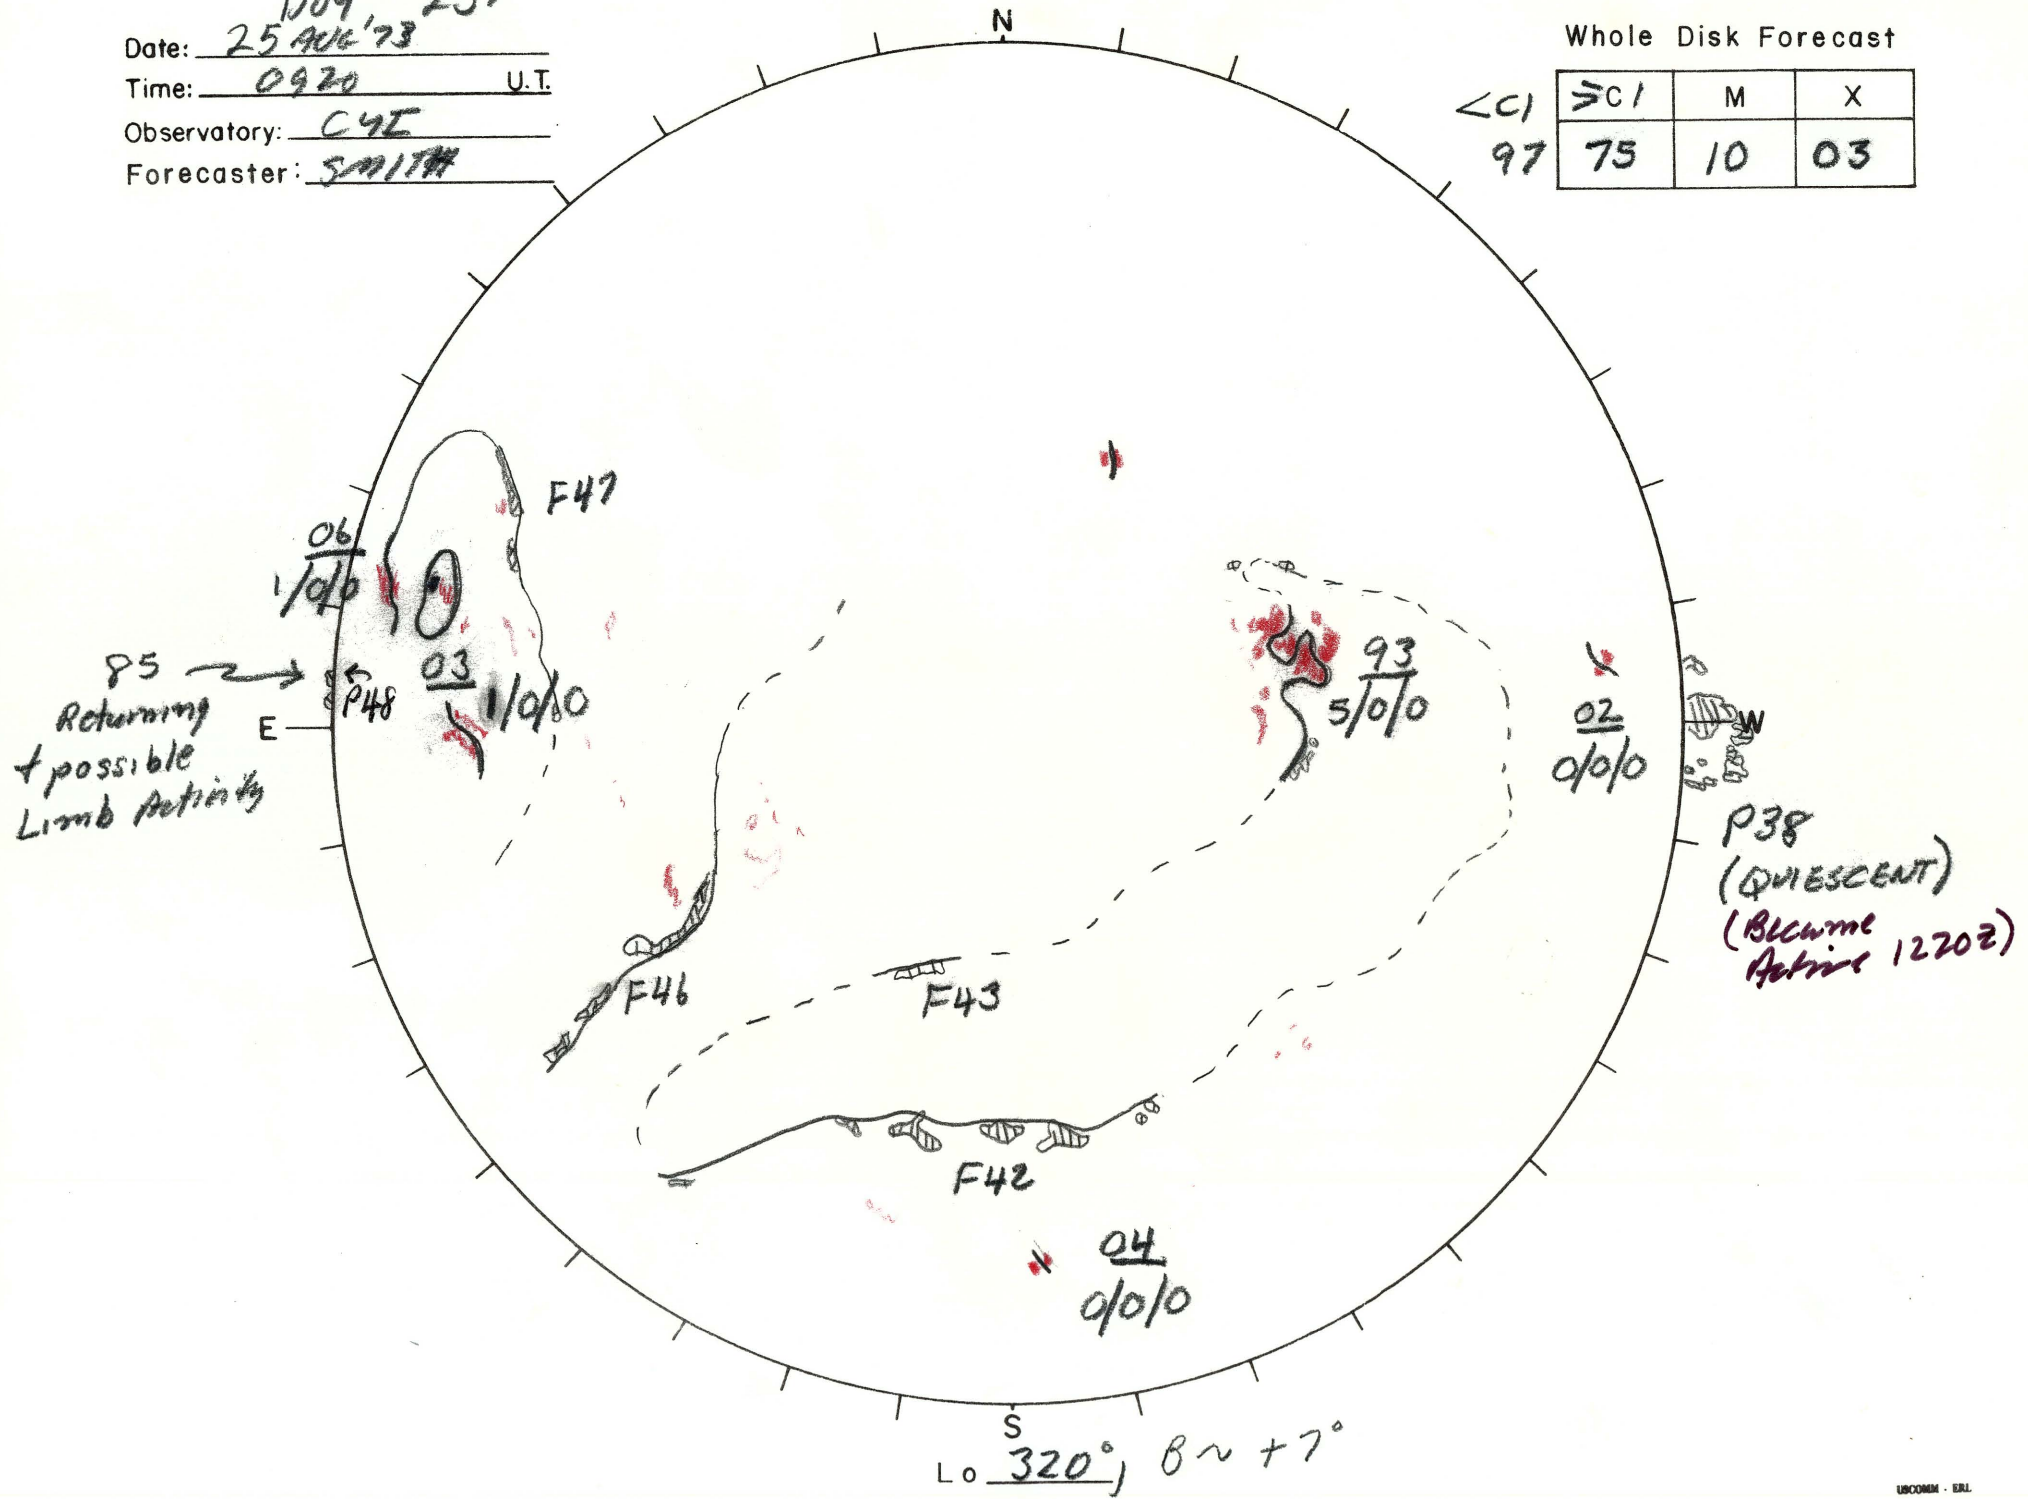 Date: 25 AUG '73
Time: 0920 U.T.
Observatory: CYI
Forecaster: SMITH
N
Whole Disk Forecast
<C1 ≥C1 M X
97 75 10 03
F47
06
1/0/0
85
Returning
+ possible
Limb Activity
P48
E
03
1/0/0
93
5/0/0
02
0/0/0
W
P38
(QUIESCENT)
(Became
Active 1220Z)
F46
F43
F42
04
0/0/0
S
Lo 320°, B ~ +7°
USCOMM - ERL